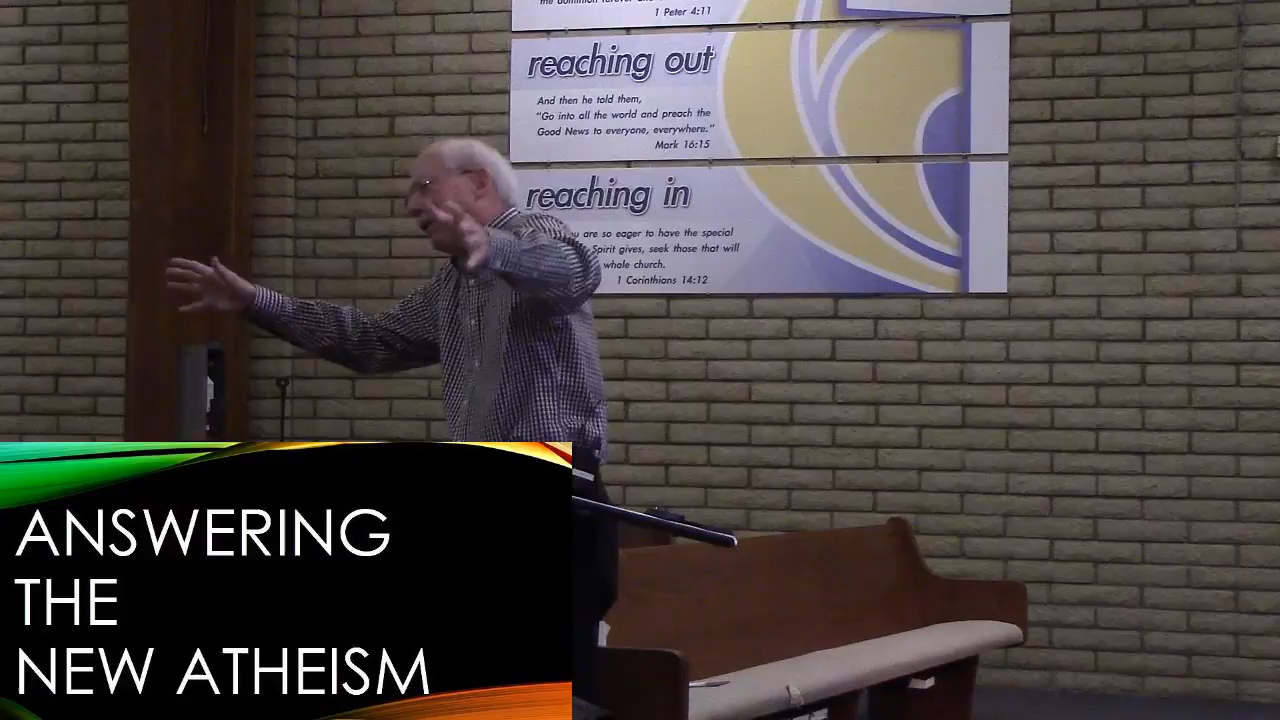 the dominion forever and
1 Peter 4:11
reaching out
And then he told them,
"Go into all the world and preach the
Good News to everyone, everywhere."
Mark 16:15
reaching in
you are so eager to have the special
Spirit gives, seek those that will
whole church.
1 Corinthians 14:12
ANSWERING
THE
NEW ATHEISM